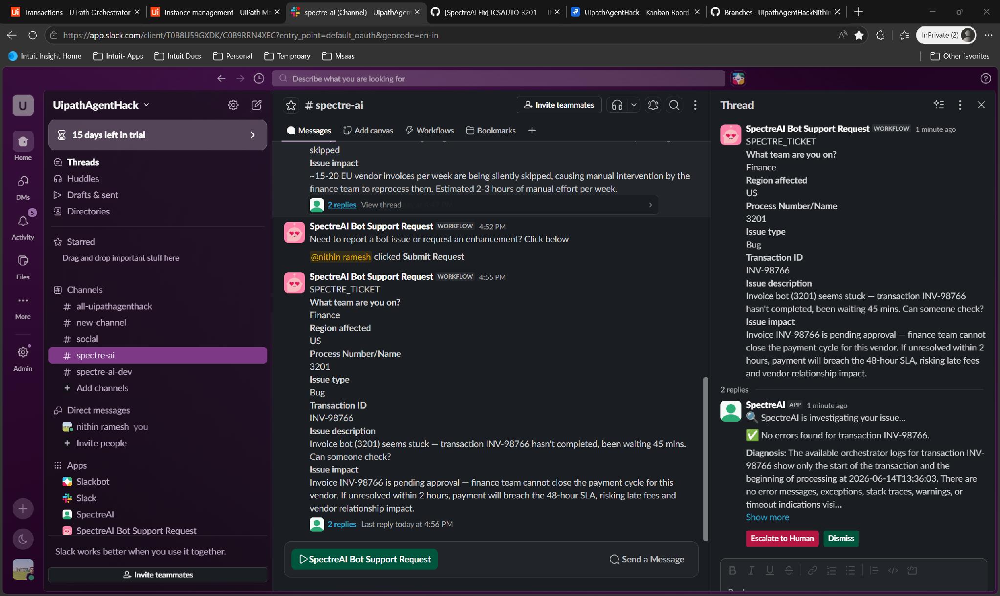 Transactions UiPath Orchestrator
Instance management UiPath Ma
spectre-ai (Channel) UipathAgen
[SpectreAI Fix] ICSAUTO 3201
UipathAgentHack Kanban Board
Branches · UipathAgentHackNithin
https://app.slack.com/client/T0B8U59GXDK/C0B9RRN4XEC?entry_point=default_oauth&geocode=en-in
InPrivate (2)
Intuit Insight Home
Intuit- Apps
Intuit Docs
Personal
Temproary
Msaas
Other favorites
Describe what you are looking for
U
Home
DMs
5
Activity
Files
More
Admin
UipathAgentHack
15 days left in trial
Threads
Huddles
Drafts & sent
Directories
Starred
Drag and drop important stuff here
Channels
# all-uipathagenthack
# new-channel
# social
# spectre-ai
# spectre-ai-dev
+ Add channels
Direct messages
nithin ramesh you
+ Invite people
Apps
Slackbot
Slack
SpectreAI
SpectreAI Bot Support Request
Slack works better when you use it together.
Invite teammates
# spectre-ai
Invite teammates
Messages
Add canvas
Workflows
Bookmarks
skipped
Issue impact
~15-20 EU vendor invoices per week are being silently skipped, causing manual intervention by the
finance team to reprocess them. Estimated 2-3 hours of manual effort per week.
2 replies View thread
SpectreAI Bot Support Request WORKFLOW 4:52 PM
Need to report a bot issue or request an enhancement? Click below
@nithin ramesh clicked Submit Request
SpectreAI Bot Support Request WORKFLOW 4:55 PM
SPECTRE_TICKET
What team are you on?
Finance
Region affected
US
Process Number/Name
3201
Issue type
Bug
Transaction ID
INV-98766
Issue description
Invoice bot (3201) seems stuck — transaction INV-98766 hasn't completed, been waiting 45 mins.
Can someone check?
Issue impact
Invoice INV-98766 is pending approval — finance team cannot close the payment cycle for this
vendor. If unresolved within 2 hours, payment will breach the 48-hour SLA, risking late fees and
vendor relationship impact.
2 replies Last reply today at 4:56 PM
SpectreAI Bot Support Request
Send a Message
Thread
SpectreAI Bot Support Request WORKFLOW 1 minute ago
SPECTRE_TICKET
What team are you on?
Finance
Region affected
US
Process Number/Name
3201
Issue type
Bug
Transaction ID
INV-98766
Issue description
Invoice bot (3201) seems stuck — transaction INV-98766
hasn't completed, been waiting 45 mins. Can someone check?
Issue impact
Invoice INV-98766 is pending approval — finance team cannot
close the payment cycle for this vendor. If unresolved within 2
hours, payment will breach the 48-hour SLA, risking late fees
and vendor relationship impact.
2 replies
SpectreAI APP 1 minute ago
SpectreAI is investigating your issue...
No errors found for transaction INV-98766.
Diagnosis: The available orchestrator logs for transaction INV-
98766 show only the start of the transaction and the
beginning of processing at 2026-06-14T13:36:03. There are
no error messages, exceptions, stack traces, warnings, or
timeout indications visi...
Show more
Escalate to Human
Dismiss